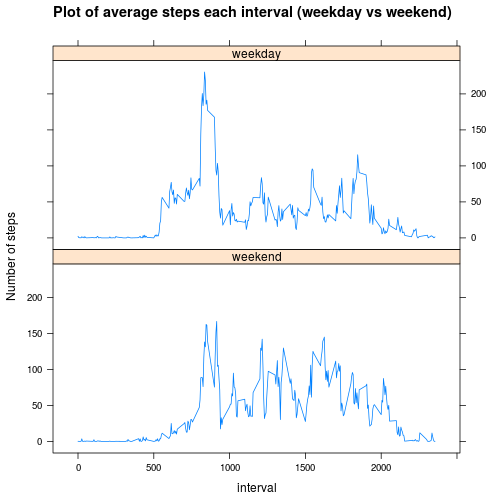 Plot of average steps each interval (weekday vs weekend)
weekday
200
150
100
50
0
weekend
200
150
100
50
0
Number of steps
0 500 1000 1500 2000
interval